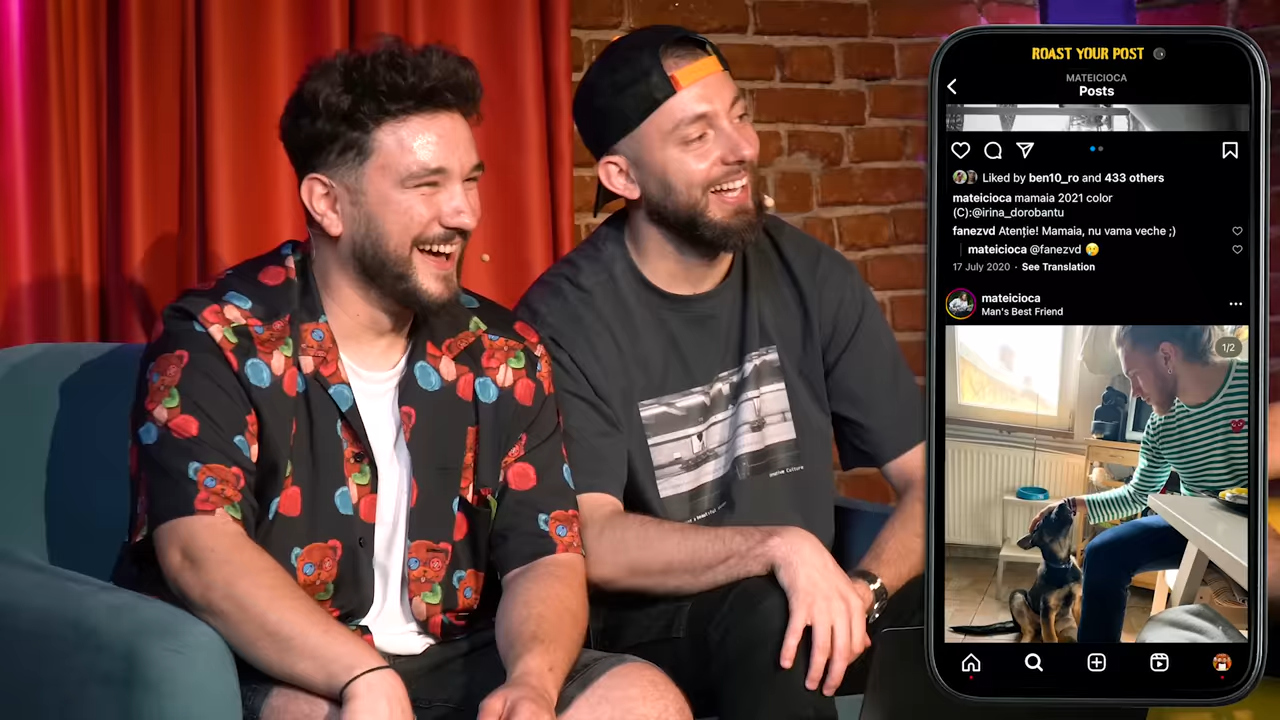 ROAST YOUR POST
MATEICIOCA
Posts
Liked by ben10_ro and 433 others
mateicioca mamaia 2021 color
(C):@irina_dorobantu
fanezvd Atenție! Mamaia, nu vama veche ;)
mateicioca @fanezvd 😢
17 July 2020 · See Translation
mateicioca
Man's Best Friend
1/2